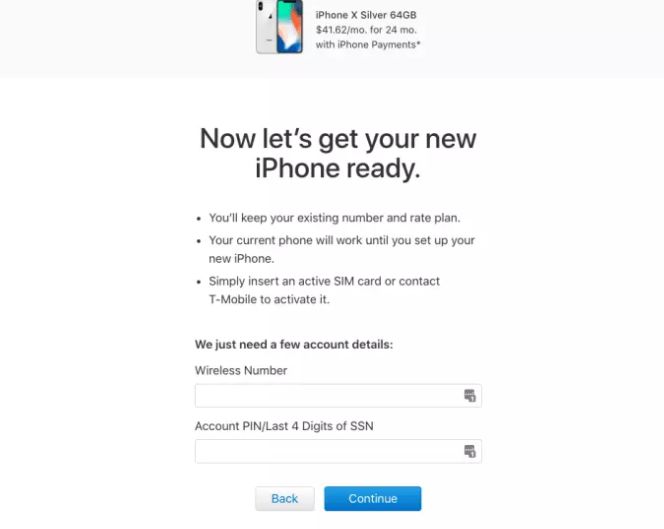 iPhone X Silver 64GB
$41.62/mo. for 24 mo.
with iPhone Payments*
Now let's get your new
iPhone ready.
• You'll keep your existing number and rate plan.
• Your current phone will work until you set up your
new iPhone.
• Simply insert an active SIM card or contact
T-Mobile to activate it.
We just need a few account details:
Wireless Number
Account PIN/Last 4 Digits of SSN
Back
Continue